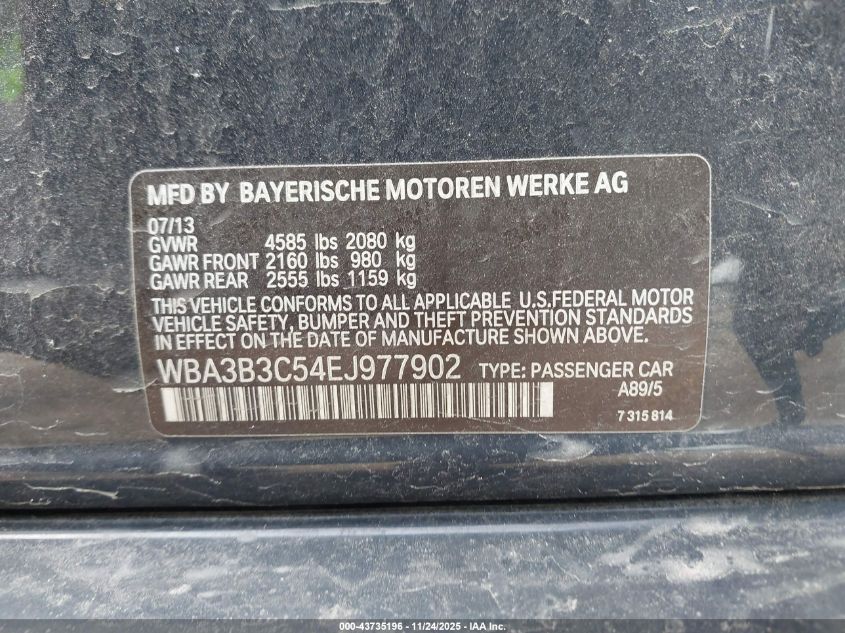 MFD BY BAYERISCHE MOTOREN WERKE AG
07/13
GVWR 4585 lbs 2080 kg
GAWR FRONT 2160 lbs 980 kg
GAWR REAR 2555 lbs 1159 kg
THIS VEHICLE CONFORMS TO ALL APPLICABLE U.S.FEDERAL MOTOR
VEHICLE SAFETY, BUMPER AND THEFT PREVENTION STANDARDS
IN EFFECT ON THE DATE OF MANUFACTURE SHOWN ABOVE.
WBA3B3C54EJ977902 TYPE: PASSENGER CAR
A89/5
7 315 814
000-43735196 - 11/24/2025 - IAA Inc.